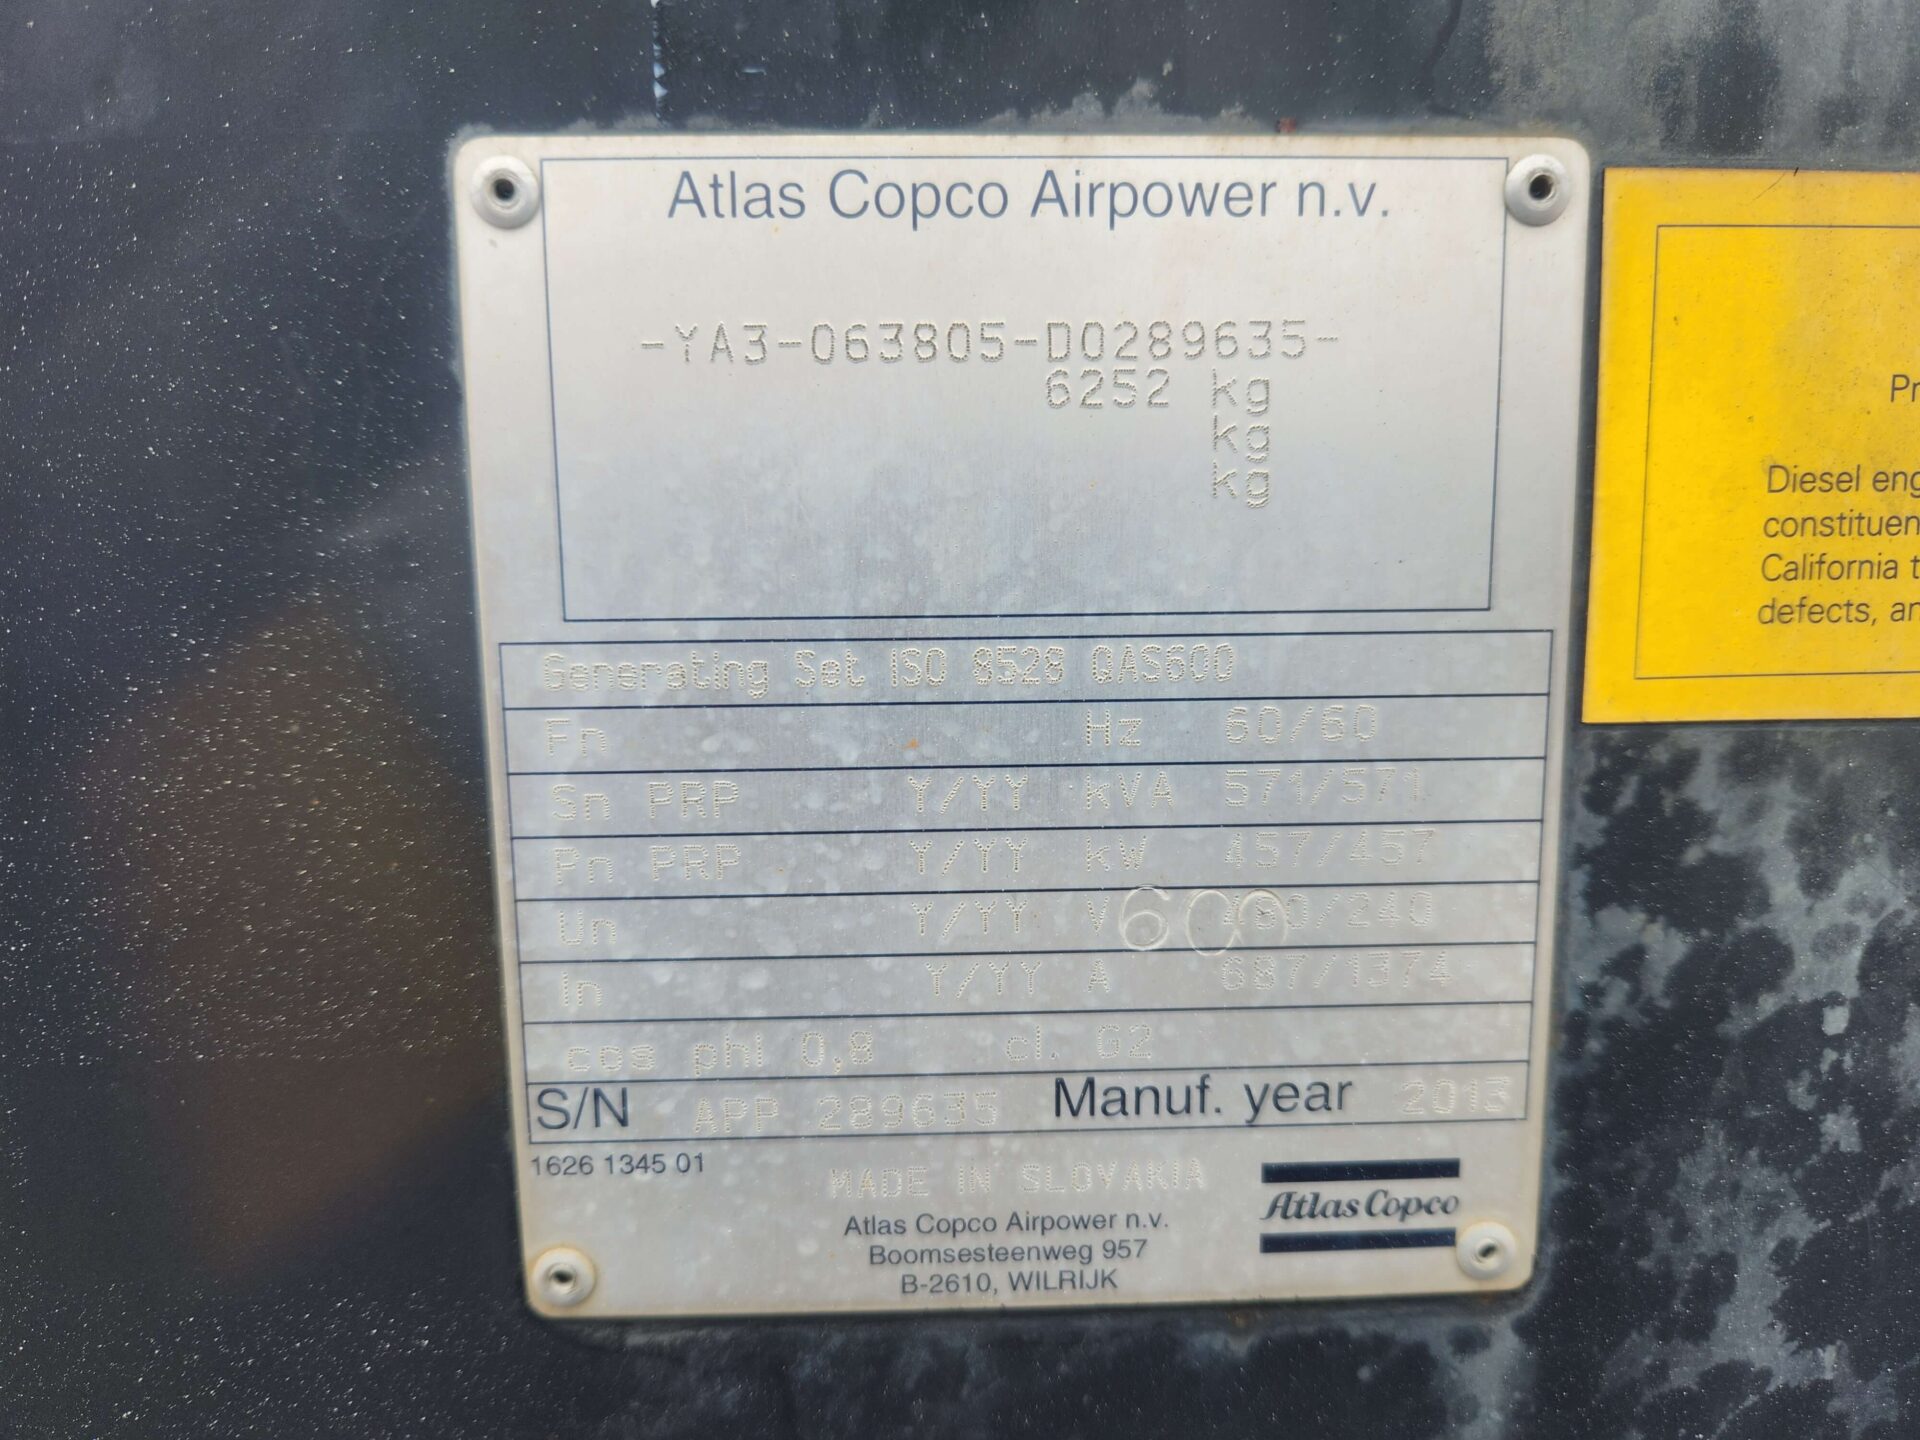 Atlas Copco Airpower n.v.
-YA3-063805-D0289635-
6252 kg
kg
kg
Generating Set ISO 8528 QAS600
Fn Hz 60/60
Sn PRP Y/YY kVA 571/571
Pn PRP Y/YY kW 457/457
Un Y/YY V 480/240
600
In Y/YY A 687/1374
cos phi 0,8 cl. G2
S/N APP 289635 Manuf. year 2013
1626 1345 01
MADE IN SLOVAKIA
Atlas Copco
Atlas Copco Airpower n.v.
Boomsesteenweg 957
B-2610, WILRIJK
Pr
Diesel eng
constituen
California t
defects, an